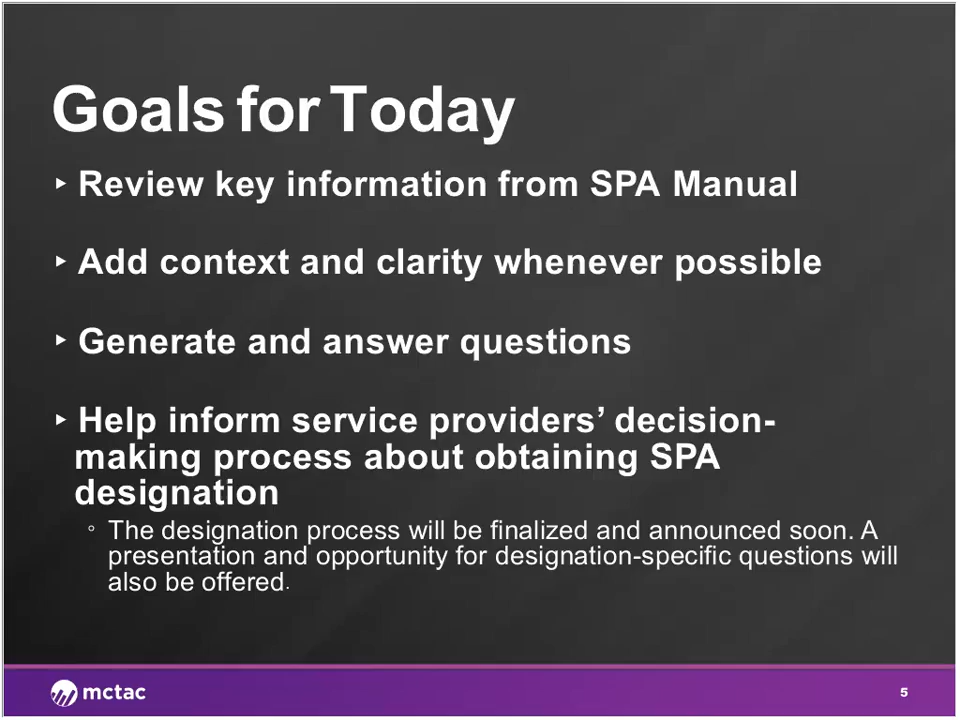 Goals for Today
▸ Review key information from SPA Manual
▸ Add context and clarity whenever possible
▸ Generate and answer questions
▸ Help inform service providers’ decision-
making process about obtaining SPA
designation
◦ The designation process will be finalized and announced soon. A
presentation and opportunity for designation-specific questions will
also be offered.
mctac
5